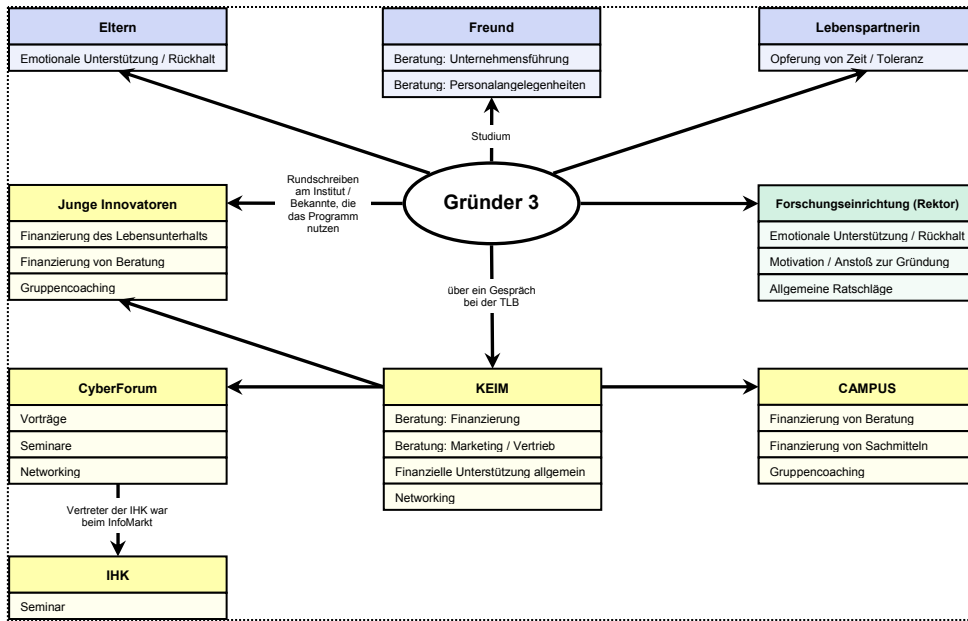 Eltern
Emotionale Unterstützung / Rückhalt
Freund
Beratung: Unternehmensführung
Beratung: Personalangelegenheiten
Lebenspartnerin
Opferung von Zeit / Toleranz
Studium
Gründer 3
Rundschreiben
am Institut /
Bekannte, die
das Programm
nutzen
Junge Innovatoren
Finanzierung des Lebensunterhalts
Finanzierung von Beratung
Gruppencoaching
Forschungseinrichtung (Rektor)
Emotionale Unterstützung / Rückhalt
Motivation / Anstoß zur Gründung
Allgemeine Ratschläge
über ein Gespräch
bei der TLB
CyberForum
Vorträge
Seminare
Networking
KEIM
Beratung: Finanzierung
Beratung: Marketing / Vertrieb
Finanzielle Unterstützung allgemein
Networking
CAMPUS
Finanzierung von Beratung
Finanzierung von Sachmitteln
Gruppencoaching
Vertreter der IHK war
beim InfoMarkt
IHK
Seminar